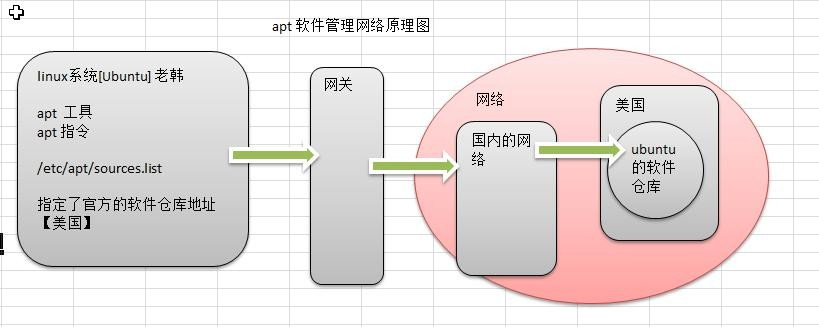 apt 软件管理网络原理图
linux系统[Ubuntu] 老韩
apt 工具
apt 指令
/etc/apt/sources.list
指定了官方的软件仓库地址
【美国】
网关
网络
国内的网
络
美国
ubuntu
的软件
仓库